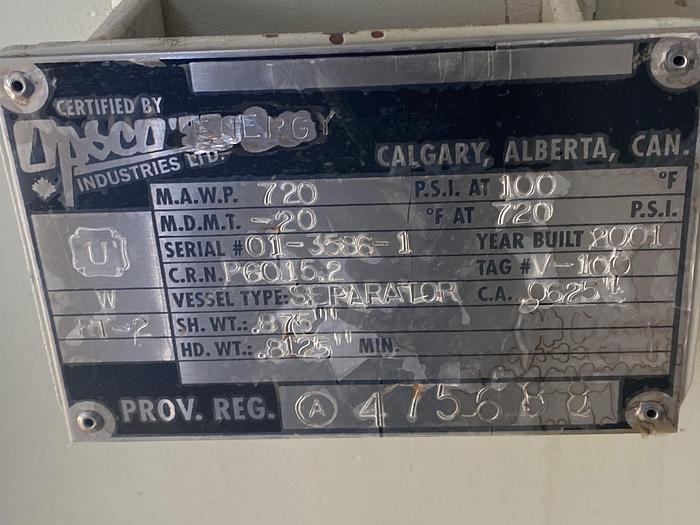 CERTIFIED BY
Opsco ENERGY
INDUSTRIES LTD.
CALGARY, ALBERTA, CAN.
M.A.W.P. 720 P.S.I. AT 100 °F
M.D.M.T. -20 °F AT 720 P.S.I.
U
SERIAL # 01-3586-1 YEAR BUILT 2001
C.R.N. P6015.2 TAG # V-100
W
VESSEL TYPE: SEPARATOR C.A. .0625"
SH. WT.: .875"
HD. WT.: .8125" MIN.
PROV. REG. A 475682